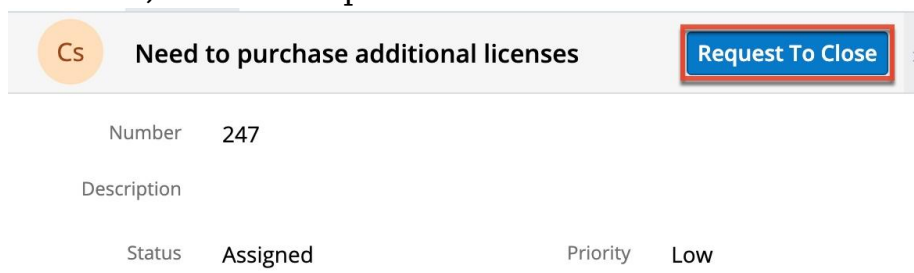 Cs Need to purchase additional licenses Request To Close
Number 247
Description
Status Assigned Priority Low